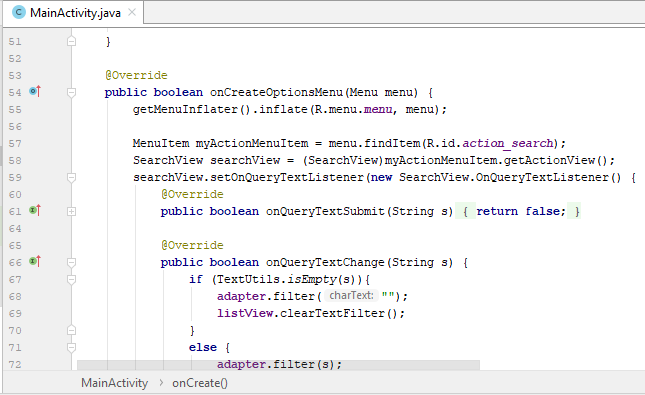 MainActivity.java
51 }
52
53 @Override
54 public boolean onCreateOptionsMenu(Menu menu) {
55 getMenuInflater().inflate(R.menu.menu, menu);
56
57 MenuItem myActionMenuItem = menu.findItem(R.id.action_search);
58 SearchView searchView = (SearchView)myActionMenuItem.getActionView();
59 searchView.setOnQueryTextListener(new SearchView.OnQueryTextListener() {
60 @Override
61 public boolean onQueryTextSubmit(String s) { return false; }
64
65 @Override
66 public boolean onQueryTextChange(String s) {
67 if (TextUtils.isEmpty(s)){
68 adapter.filter( charText: "");
69 listView.clearTextFilter();
70 }
71 else {
72 adapter.filter(s);
MainActivity > onCreate()